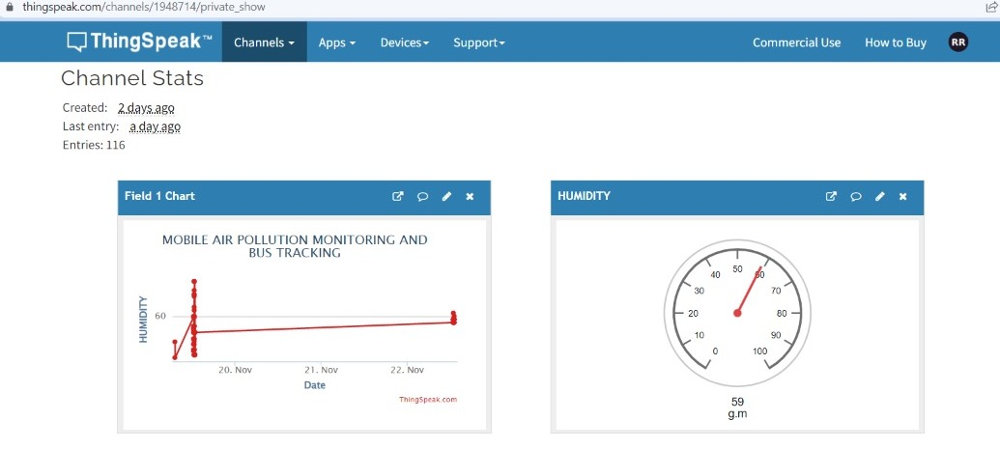 thingspeak.com/channels/1948714/private_show
ThingSpeak™ Channels Apps Devices Support Commercial Use How to Buy RR
Channel Stats
Created: 2 days ago
Last entry: a day ago
Entries: 116
Field 1 Chart
MOBILE AIR POLLUTION MONITORING AND
BUS TRACKING
HUMIDITY
60
20. Nov 21. Nov 22. Nov
Date
ThingSpeak.com
HUMIDITY
0
10
20
30
40
50
60
70
80
90
100
59
g.m